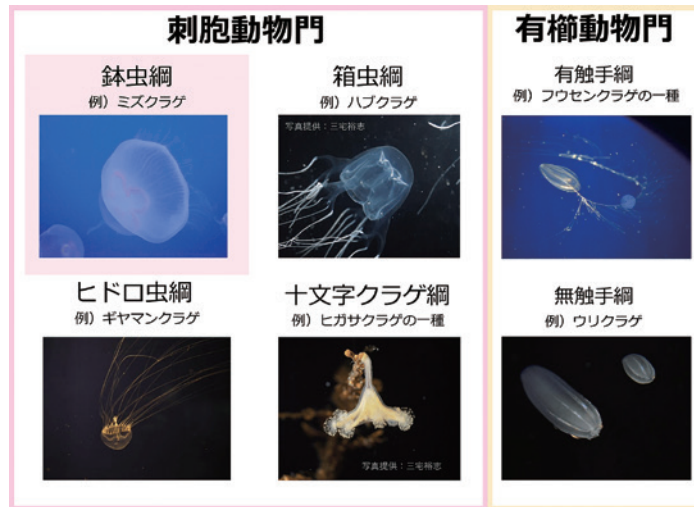 刺胞動物門
有櫛動物門
鉢虫綱
例）ミズクラゲ
箱虫綱
例）ハブクラゲ
写真提供：三宅裕志
有触手綱
例）フウセンクラゲの一種
ヒドロ虫綱
例）ギヤマンクラゲ
十文字クラゲ綱
例）ヒガサクラゲの一種
写真提供：三宅裕志
無触手綱
例）ウリクラゲ